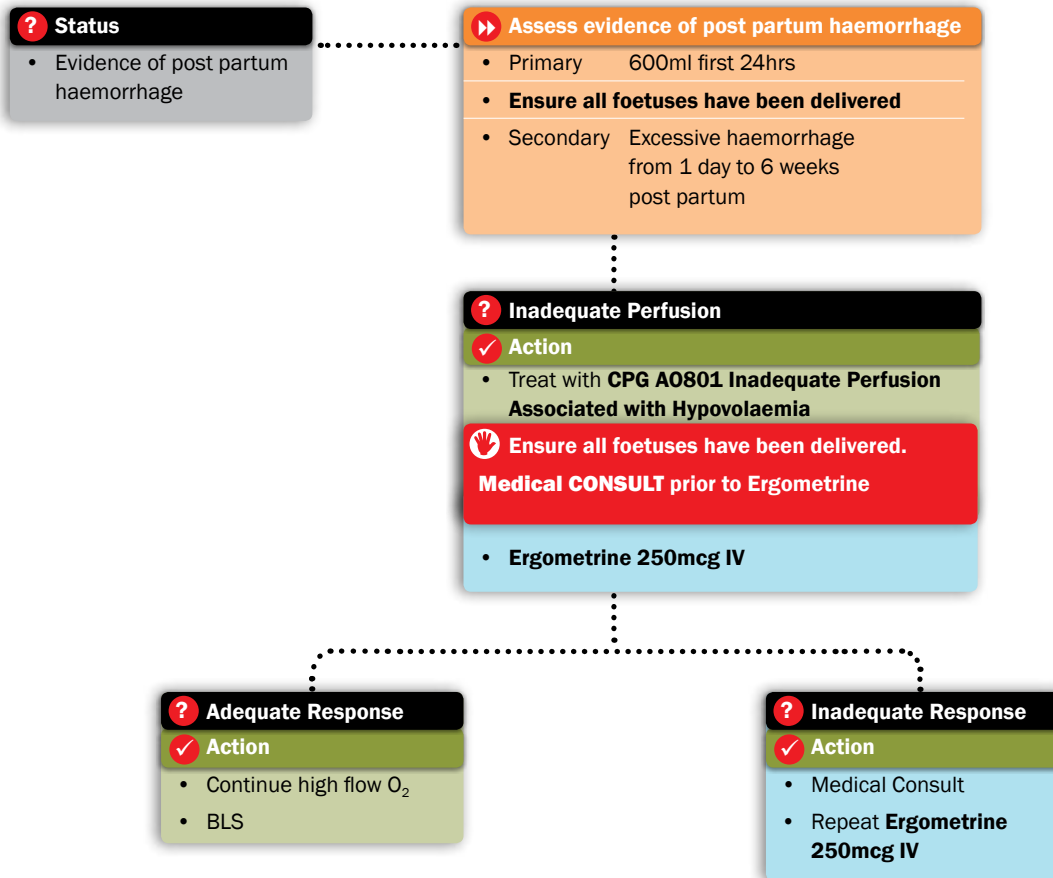 ? Status
• Evidence of post partum
haemorrhage
Assess evidence of post partum haemorrhage
• Primary 600ml first 24hrs
• Ensure all foetuses have been delivered
• Secondary Excessive haemorrhage
from 1 day to 6 weeks
post partum
? Inadequate Perfusion
✓ Action
• Treat with CPG A0801 Inadequate Perfusion
Associated with Hypovolaemia
Ensure all foetuses have been delivered.
Medical CONSULT prior to Ergometrine
• Ergometrine 250mcg IV
? Adequate Response
✓ Action
• Continue high flow O₂
• BLS
? Inadequate Response
✓ Action
• Medical Consult
• Repeat Ergometrine
250mcg IV